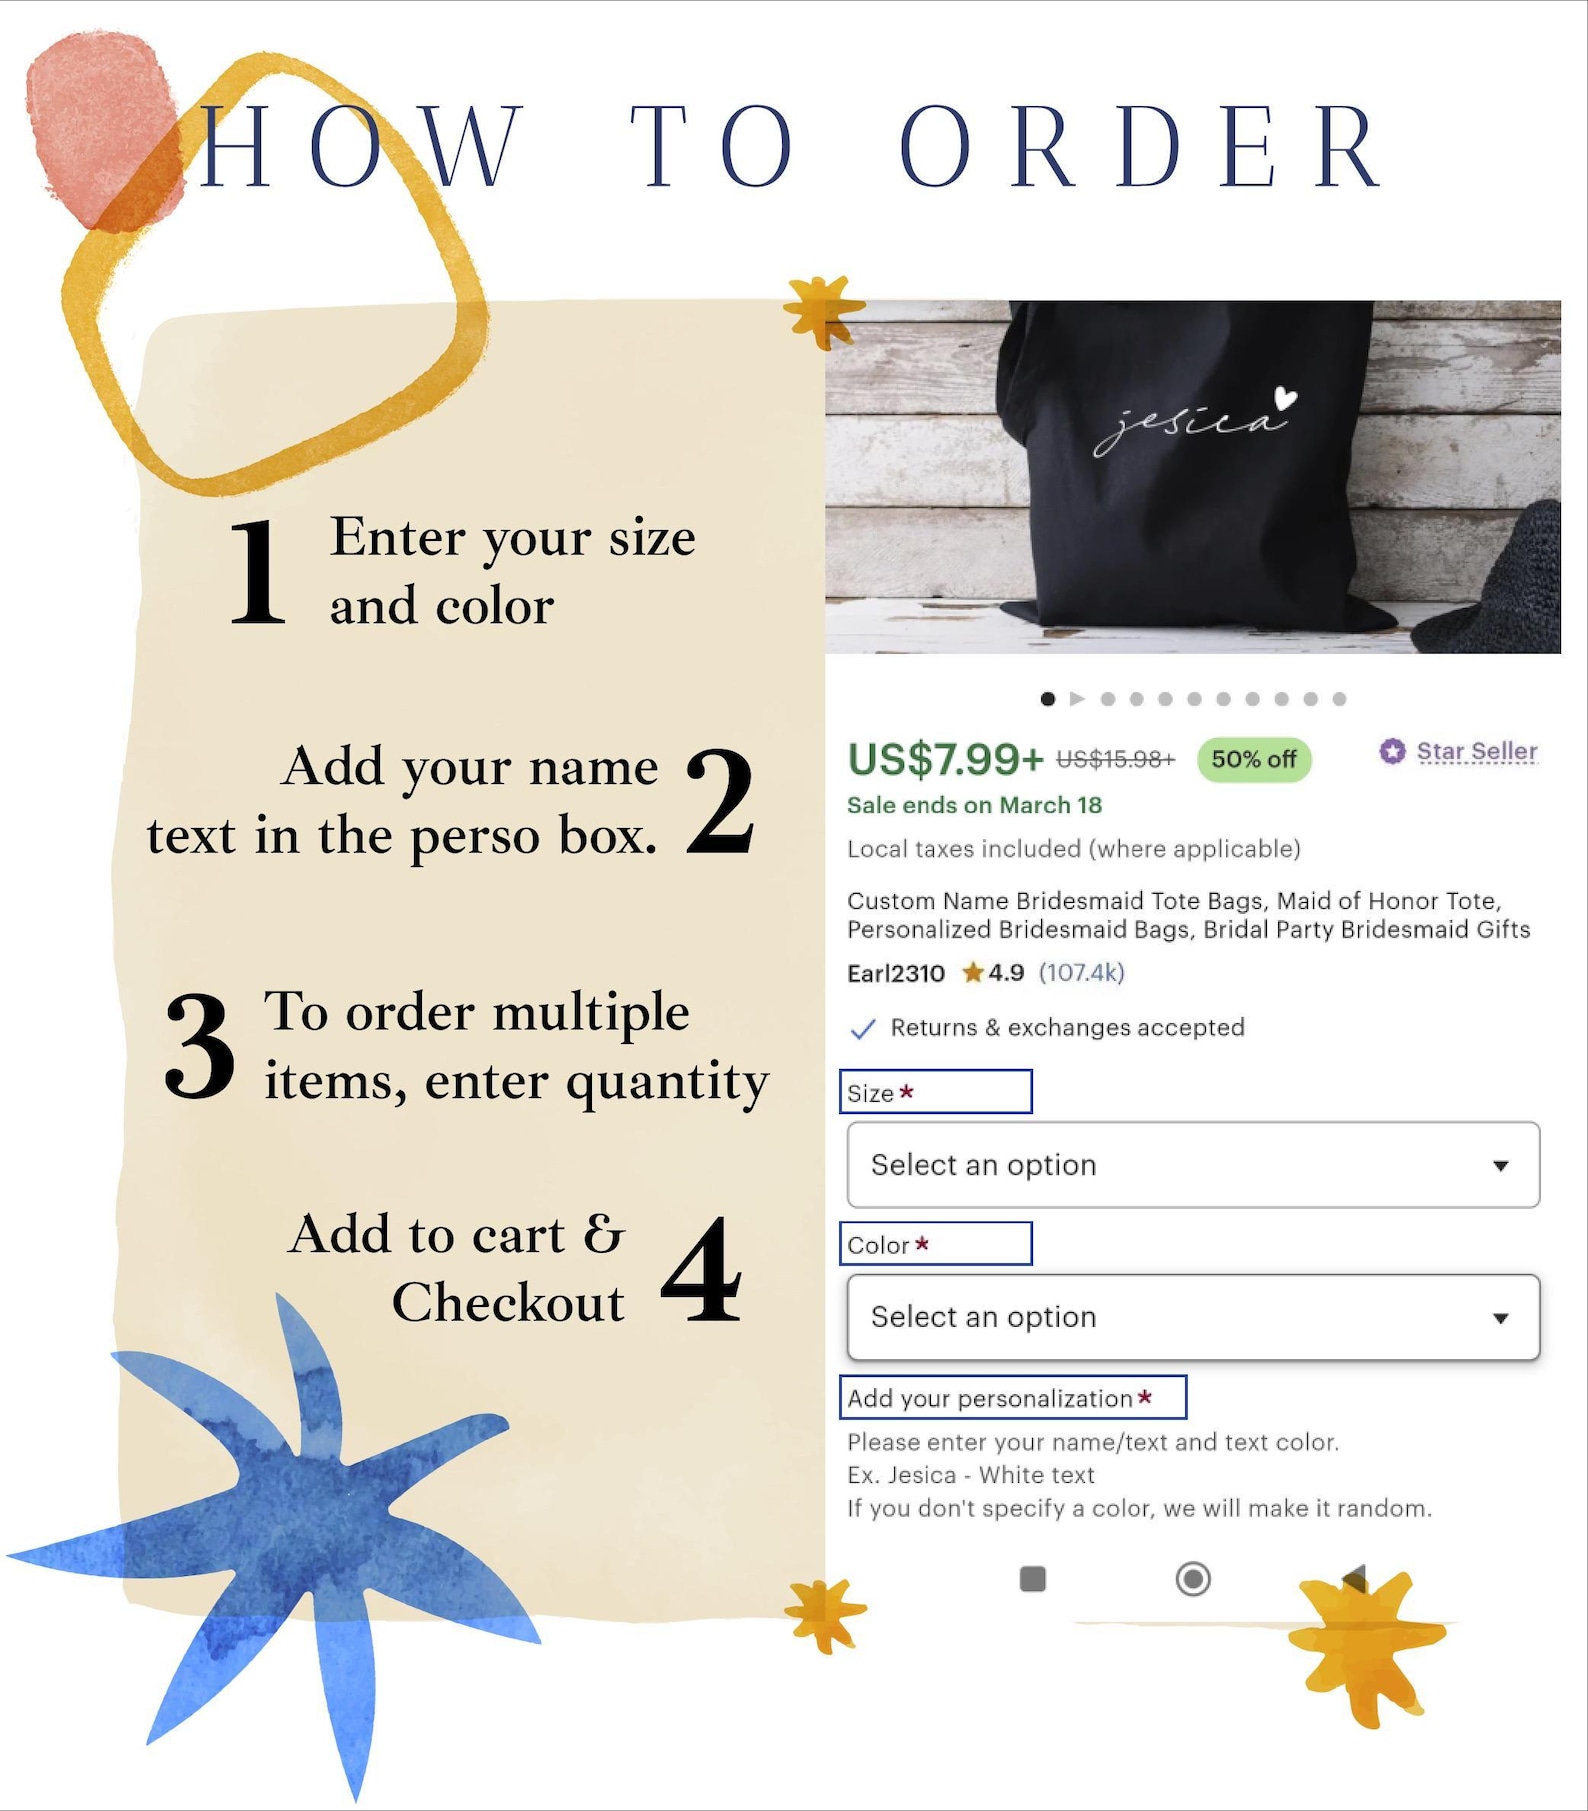 HOW TO ORDER
1 Enter your size
and color
Add your name 2
text in the perso box.
3 To order multiple
items, enter quantity
Add to cart & 4
Checkout
jesica
US$7.99+ US$15.98+ 50% off Star Seller
Sale ends on March 18
Local taxes included (where applicable)
Custom Name Bridesmaid Tote Bags, Maid of Honor Tote,
Personalized Bridesmaid Bags, Bridal Party Bridesmaid Gifts
Earl2310 4.9 (107.4k)
Returns & exchanges accepted
Size *
Select an option
Color *
Select an option
Add your personalization *
Please enter your name/text and text color.
Ex. Jesica - White text
If you don't specify a color, we will make it random.